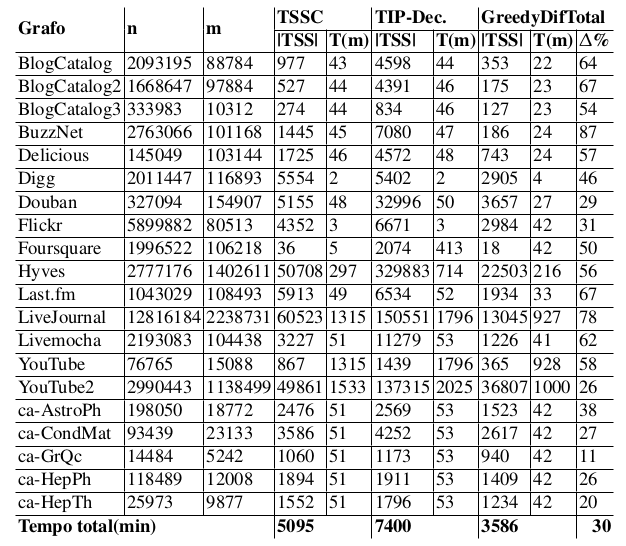 Grafo n m TSSC TIP-Dec. GreedyDifTotal
|TSS| T(m) |TSS| T(m) |TSS| T(m) Δ%
BlogCatalog 2093195 88784 977 43 4598 44 353 22 64
BlogCatalog2 1668647 97884 527 44 4391 46 175 23 67
BlogCatalog3 333983 10312 274 44 834 46 127 23 54
BuzzNet 2763066 101168 1445 45 7080 47 186 24 87
Delicious 145049 103144 1725 46 4572 48 743 24 57
Digg 2011447 116893 5554 2 5402 2 2905 4 46
Douban 327094 154907 5155 48 32996 50 3657 27 29
Flickr 5899882 80513 4352 3 6671 3 2984 42 31
Foursquare 1996522 106218 36 5 2074 413 18 42 50
Hyves 2777176 1402611 50708 297 329883 714 22503 216 56
Last.fm 1043029 108493 5913 49 6534 52 1934 33 67
LiveJournal 12816184 2238731 60523 1315 150551 1796 13045 927 78
Livemocha 2193083 104438 3227 51 11279 53 1226 41 62
YouTube 76765 15088 867 1315 1439 1796 365 928 58
YouTube2 2990443 1138499 49861 1533 137315 2025 36807 1000 26
ca-AstroPh 198050 18772 2476 51 2569 53 1523 42 38
ca-CondMat 93439 23133 3586 51 4252 53 2617 42 27
ca-GrQc 14484 5242 1060 51 1173 53 940 42 11
ca-HepPh 118489 12008 1894 51 1911 53 1409 42 26
ca-HepTh 25973 9877 1552 51 1796 53 1234 42 20
Tempo total(min) 5095 7400 3586 30